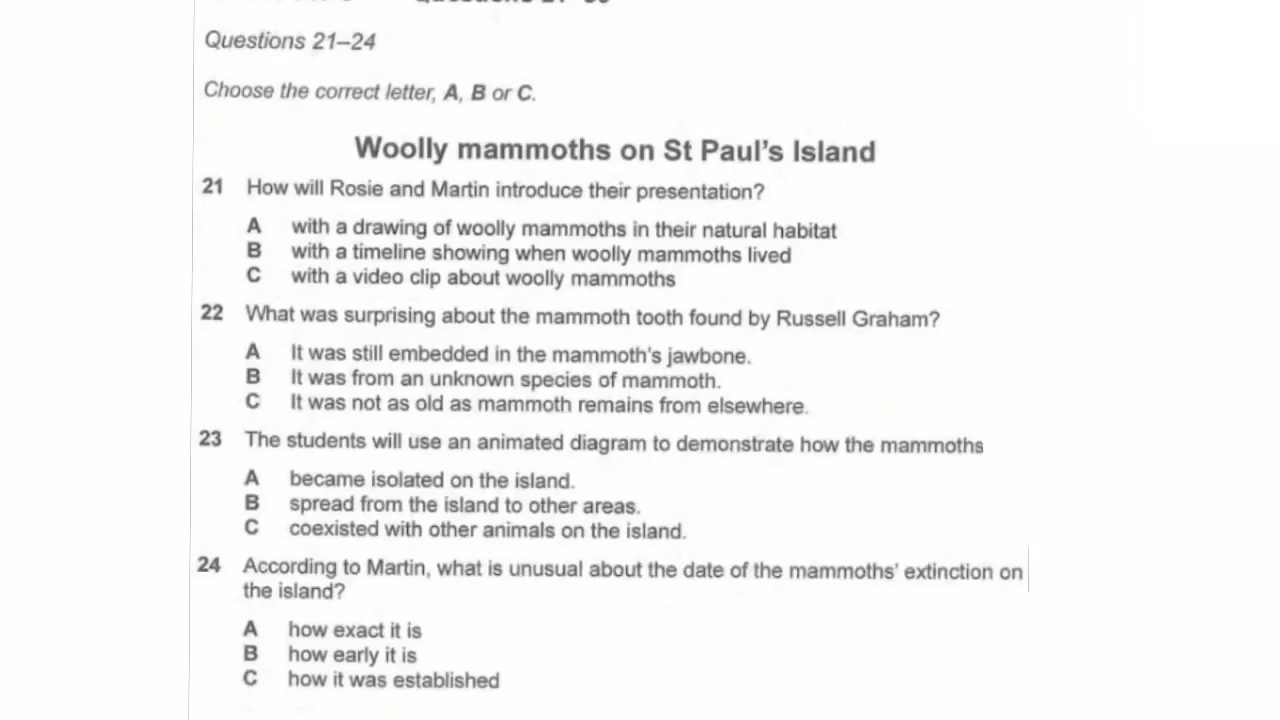 Questions 21–24
Choose the correct letter, A, B or C.
Woolly mammoths on St Paul's Island
21 How will Rosie and Martin introduce their presentation?
A with a drawing of woolly mammoths in their natural habitat
B with a timeline showing when woolly mammoths lived
C with a video clip about woolly mammoths
22 What was surprising about the mammoth tooth found by Russell Graham?
A It was still embedded in the mammoth's jawbone.
B It was from an unknown species of mammoth.
C It was not as old as mammoth remains from elsewhere.
23 The students will use an animated diagram to demonstrate how the mammoths
A became isolated on the island.
B spread from the island to other areas.
C coexisted with other animals on the island.
24 According to Martin, what is unusual about the date of the mammoths' extinction on
the island?
A how exact it is
B how early it is
C how it was established